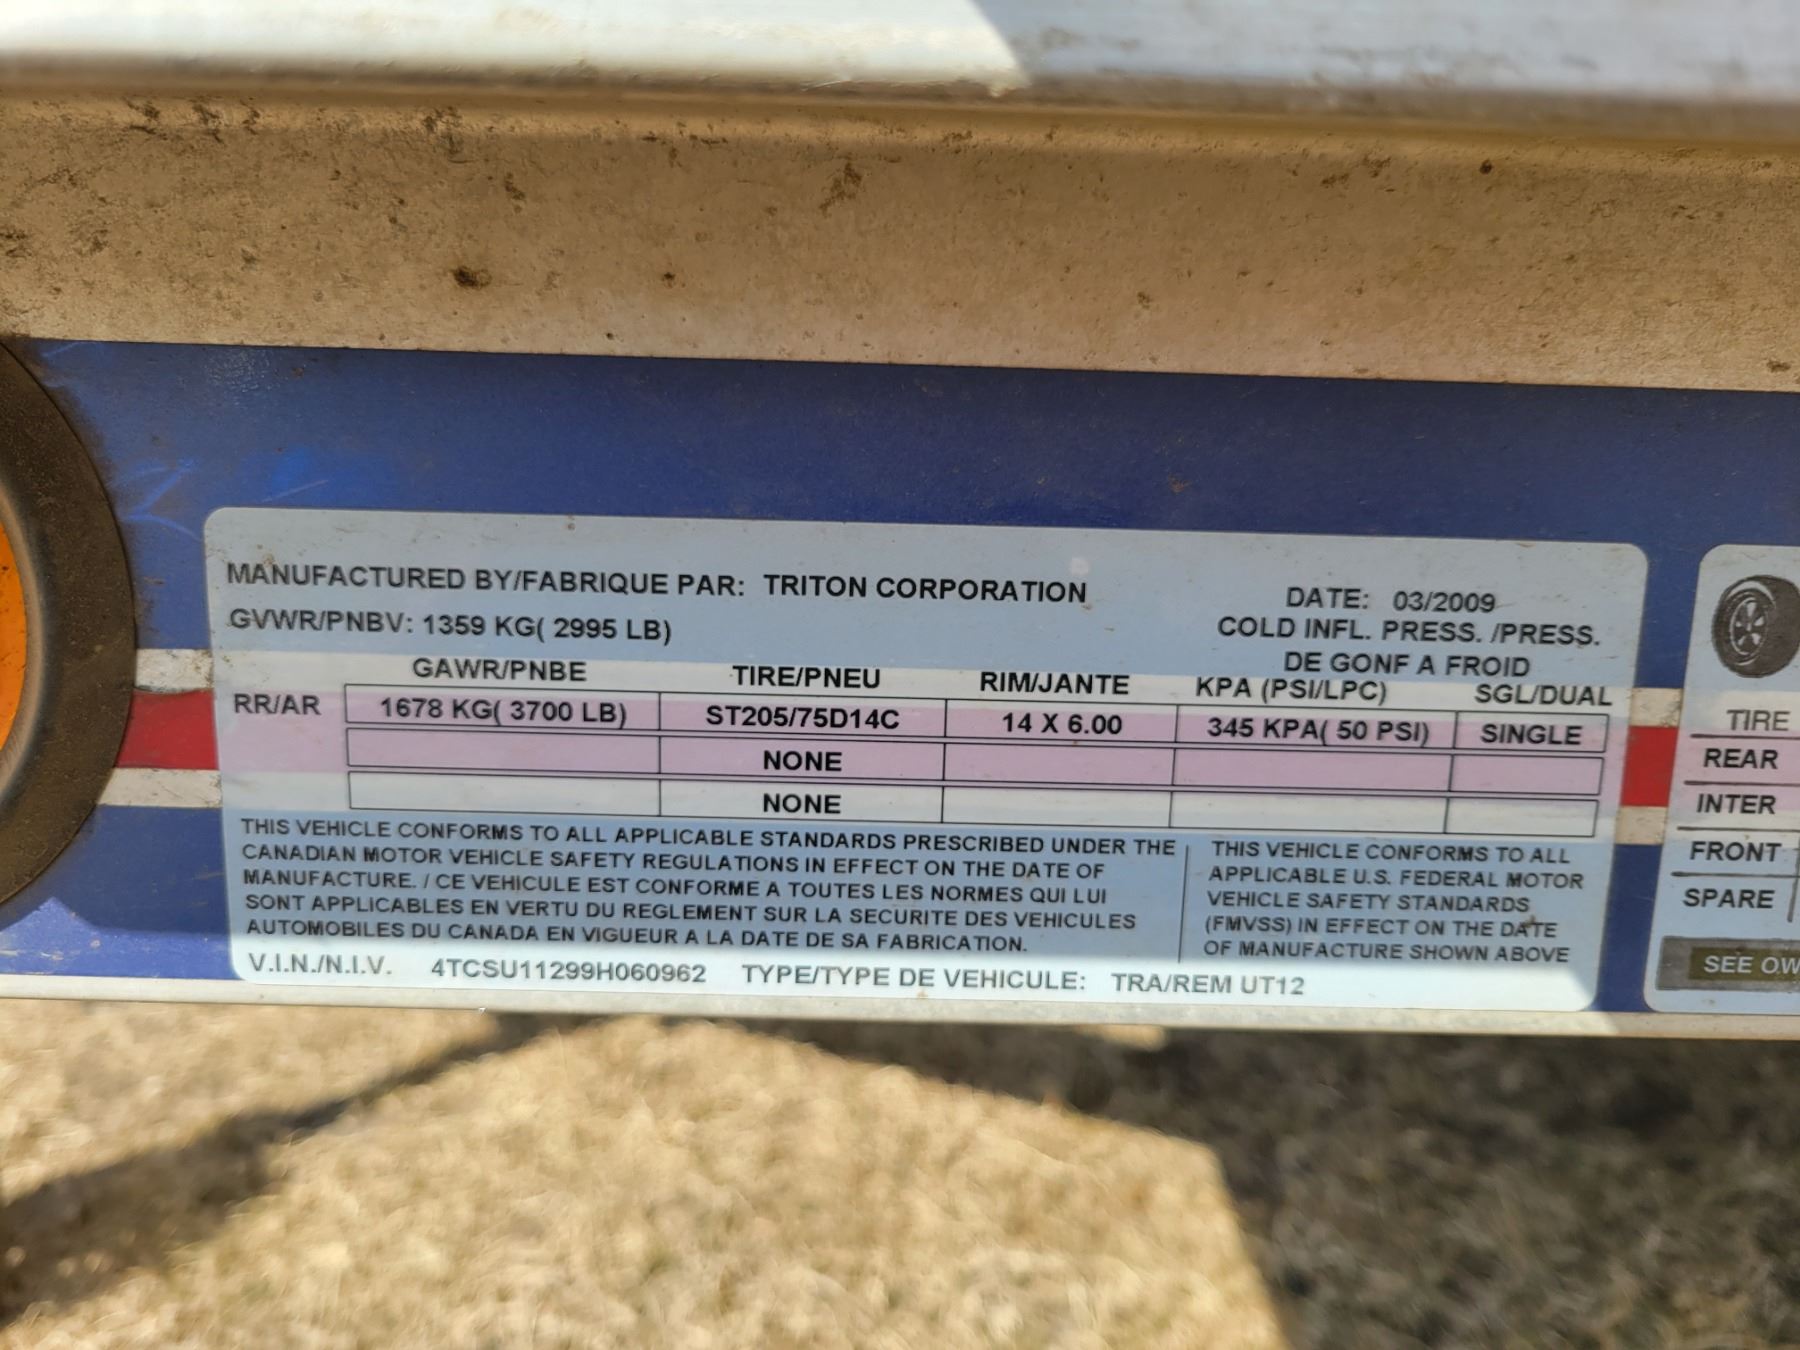 MANUFACTURED BY/FABRIQUE PAR: TRITON CORPORATION
DATE: 03/2009
GVWR/PNBV: 1359 KG( 2995 LB)
COLD INFL. PRESS. /PRESS.
DE GONF A FROID
GAWR/PNBE TIRE/PNEU RIM/JANTE KPA (PSI/LPC) SGL/DUAL
RR/AR 1678 KG( 3700 LB) ST205/75D14C 14 X 6.00 345 KPA( 50 PSI) SINGLE
NONE
NONE
THIS VEHICLE CONFORMS TO ALL APPLICABLE STANDARDS PRESCRIBED UNDER THE
CANADIAN MOTOR VEHICLE SAFETY REGULATIONS IN EFFECT ON THE DATE OF
MANUFACTURE. / CE VEHICULE EST CONFORME A TOUTES LES NORMES QUI LUI
SONT APPLICABLES EN VERTU DU REGLEMENT SUR LA SECURITE DES VEHICULES
AUTOMOBILES DU CANADA EN VIGUEUR A LA DATE DE SA FABRICATION.
THIS VEHICLE CONFORMS TO ALL
APPLICABLE U.S. FEDERAL MOTOR
VEHICLE SAFETY STANDARDS
(FMVSS) IN EFFECT ON THE DATE
OF MANUFACTURE SHOWN ABOVE
V.I.N./N.I.V. 4TCSU11299H060962 TYPE/TYPE DE VEHICULE: TRA/REM UT12
TIRE
REAR
INTER
FRONT
SPARE
SEE OW